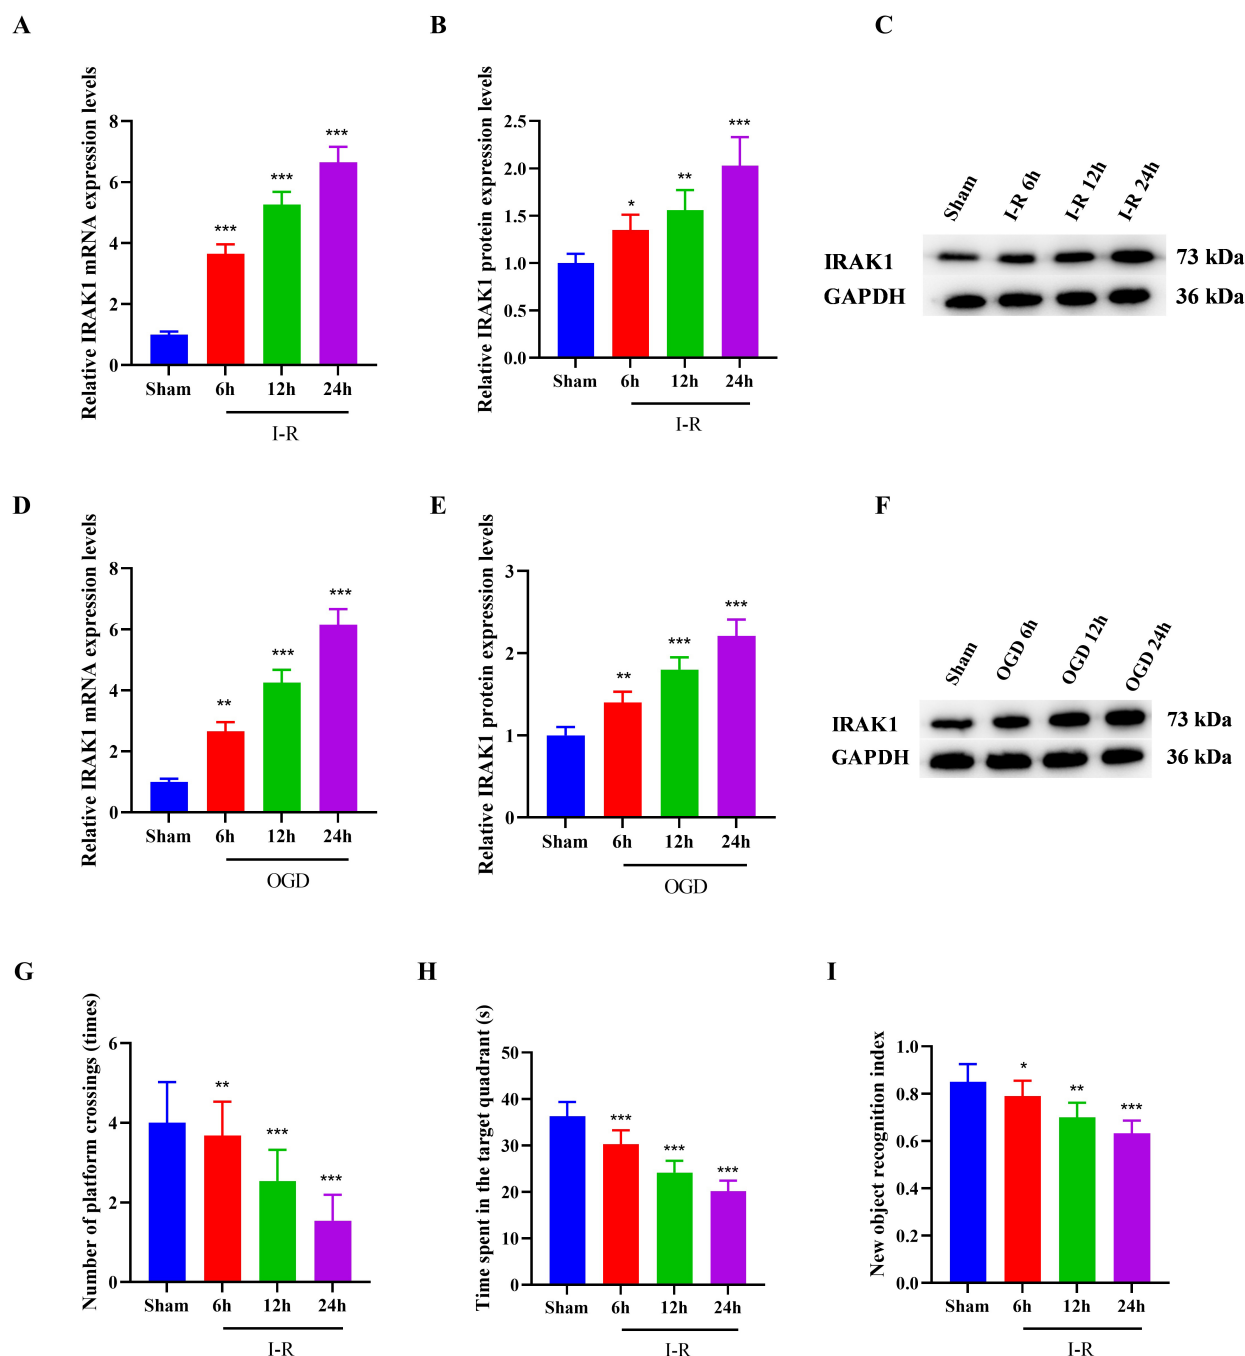 A
B
C
Relative IRAK1 mRNA expression levels
8
6
4
2
0
***
***
***
Sham 6h 12h 24h
I-R
Relative IRAK1 protein expression levels
2.5
2.0
1.5
1.0
0.5
0.0
*
**
***
Sham 6h 12h 24h
I-R
Sham I-R 6h I-R 12h I-R 24h
IRAK1 73 kDa
GAPDH 36 kDa
D
E
F
Relative IRAK1 mRNA expression levels
8
6
4
2
0
**
***
***
Sham 6h 12h 24h
OGD
Relative IRAK1 protein expression levels
3
2
1
0
**
***
***
Sham 6h 12h 24h
OGD
Sham OGD 6h OGD 12h OGD 24h
IRAK1 73 kDa
GAPDH 36 kDa
G
H
I
Number of platform crossings (times)
6
4
2
0
**
***
***
Sham 6h 12h 24h
I-R
Time spent in the target quadrant (s)
50
40
30
20
10
0
***
***
***
Sham 6h 12h 24h
I-R
New object recognition index
1.0
0.8
0.6
0.4
0.2
0.0
*
**
***
Sham 6h 12h 24h
I-R